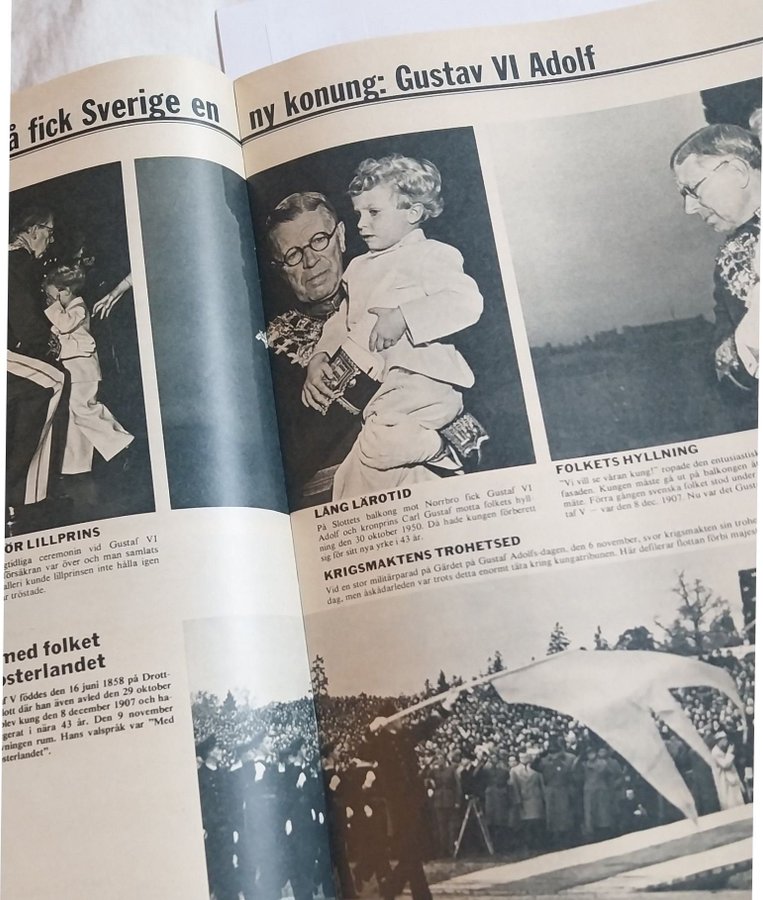 å fick Sverige en ny konung: Gustav VI Adolf
ÖR LILLPRINS
gtidliga ceremonin vid Gustaf VI
örsäkran var över och man samlats
alleri kunde lillprinsen inte hålla igen
r tröstade.
med folket
osterlandet
f V föddes den 16 juni 1858 på Drott-
lott där han även avled den 29 oktober
blev kung den 8 december 1907 och ha-
gerat i nära 43 år. Den 9 november
vningen rum. Hans valspråk var "Med
sterlandet".
LÅNG LÄROTID
På Slottets balkong mot Norrbro fick Gustaf VI
Adolf och kronprins Carl Gustaf motta folkets hyll-
ning den 30 oktober 1950. Då hade kungen förberett
sig för sitt nya yrke i 43 år.
FOLKETS HYLLNING
"Vi vill se våran kung!" ropade den entusiastisk
fasaden. Kungen måste gå ut på balkongen
måte. Förra gången svenska folket stod under
taf V – var den 8 dec. 1907. Nu var det Gust
KRIGSMAKTENS TROHETSED
Vid en stor militärparad på Gärdet på Gustaf Adolfs-dagen, den 6 november, svor krigsmakten sin trohe
dag, men åskådarleden var trots detta enormt täta kring kungatribunen. Här defilerar flottan förbi majes